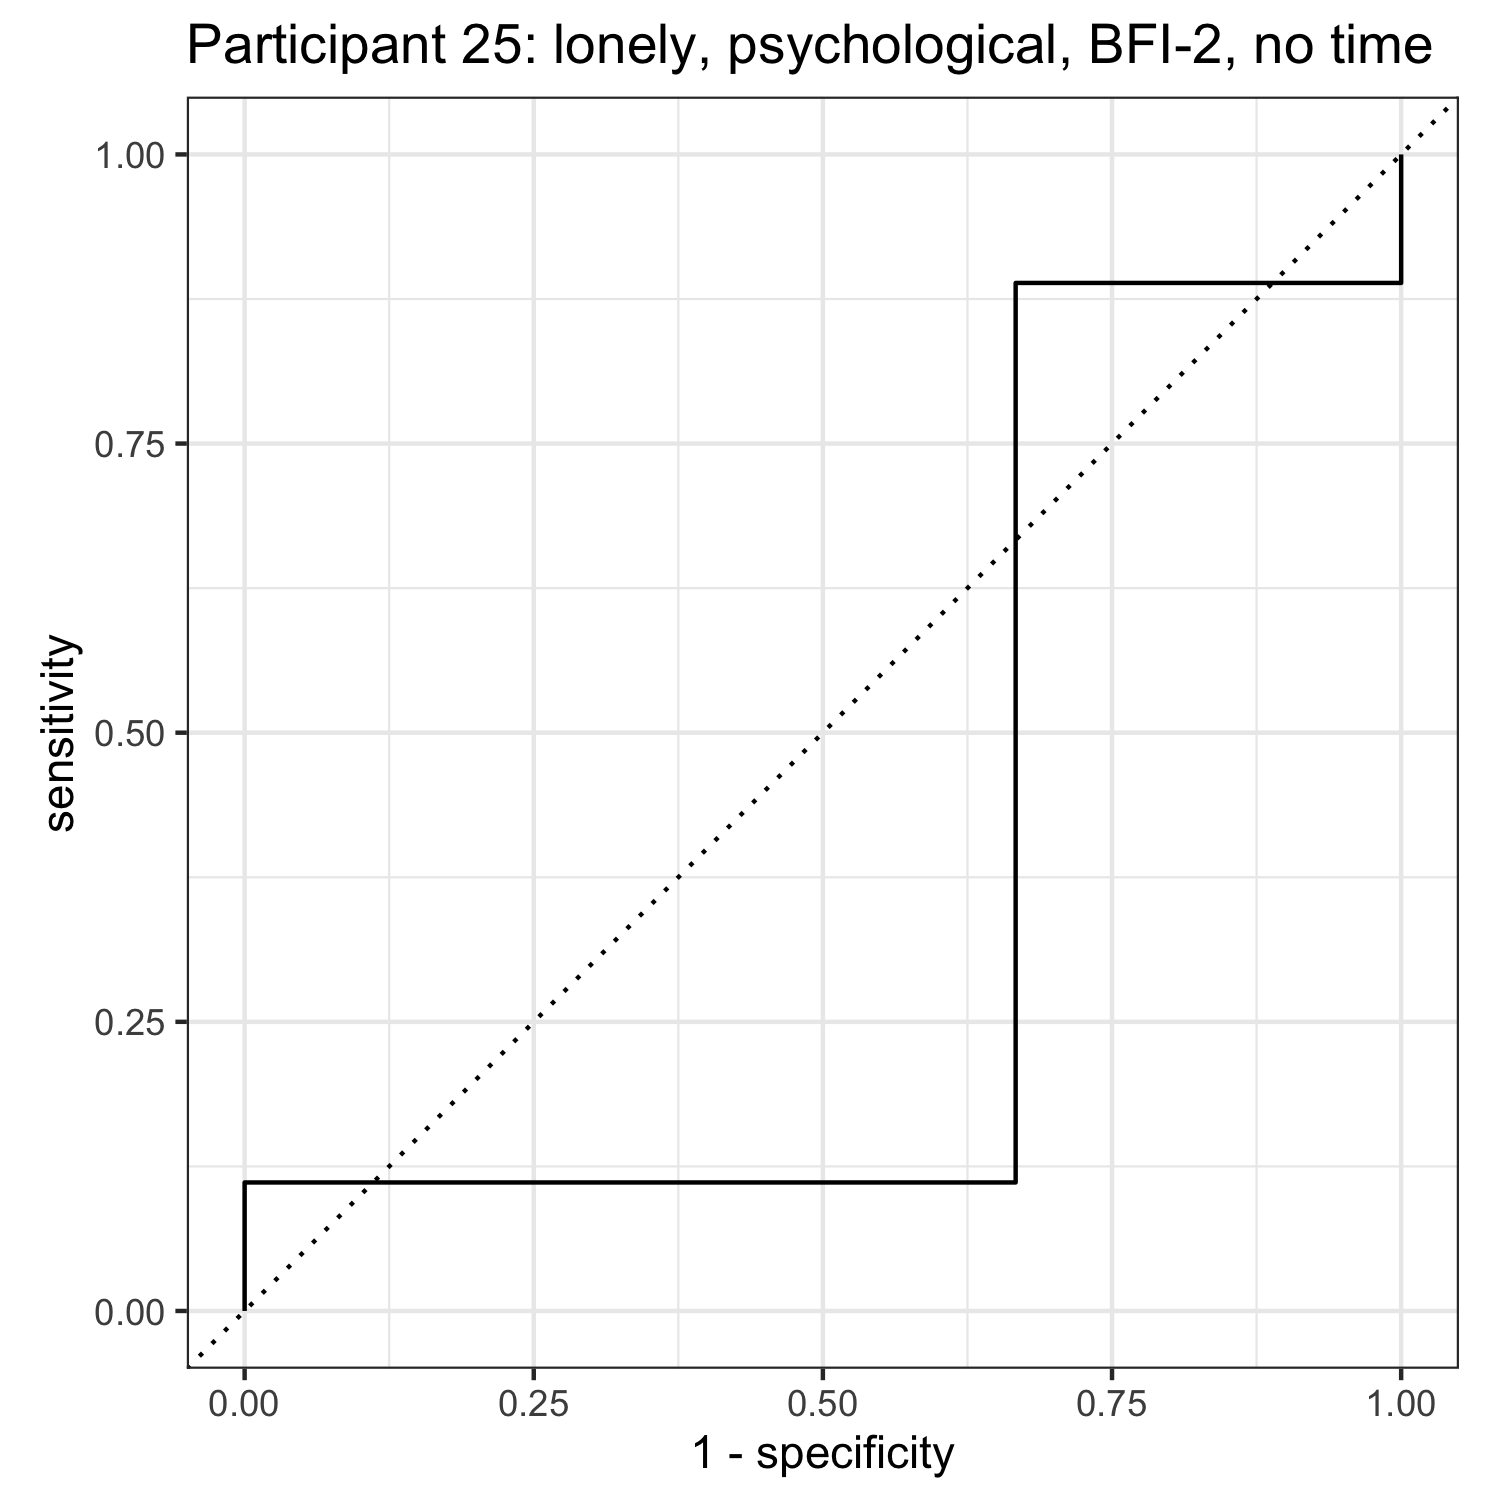 Participant 25: lonely, psychological, BFI-2, no time
1.00
0.75
0.50
0.25
0.00
sensitivity
0.00 0.25 0.50 0.75 1.00
1 - specificity